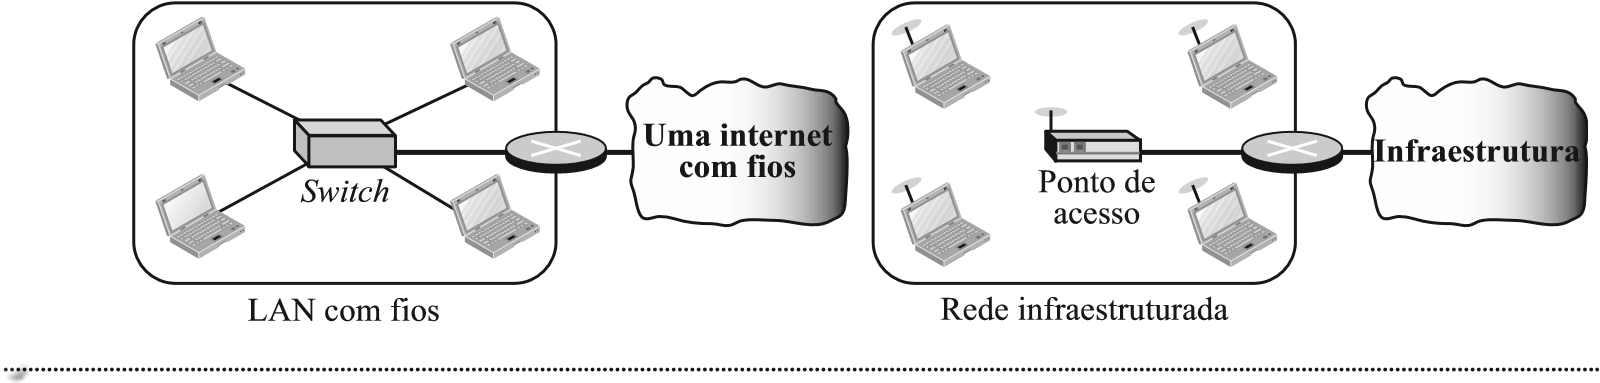 Uma internet
com fios
Switch
LAN com fios
Infraestrutura
Ponto de
acesso
Rede infraestruturada